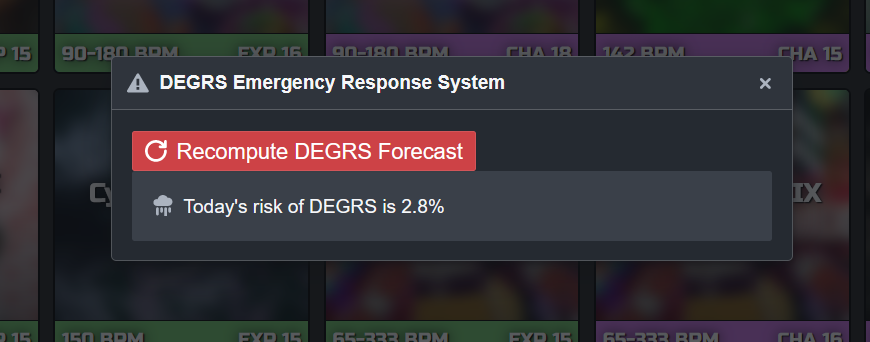 P 15
90-180 BPM EXP 16
90-180 BPM CHA 18
142 BPM CHA 15
DEGRS Emergency Response System ×
Recompute DEGRS Forecast
Today's risk of DEGRS is 2.8%
Cy
IX
P 15
150 BPM EXP 15
65-333 BPM EXP 15
65-333 BPM CHA 16